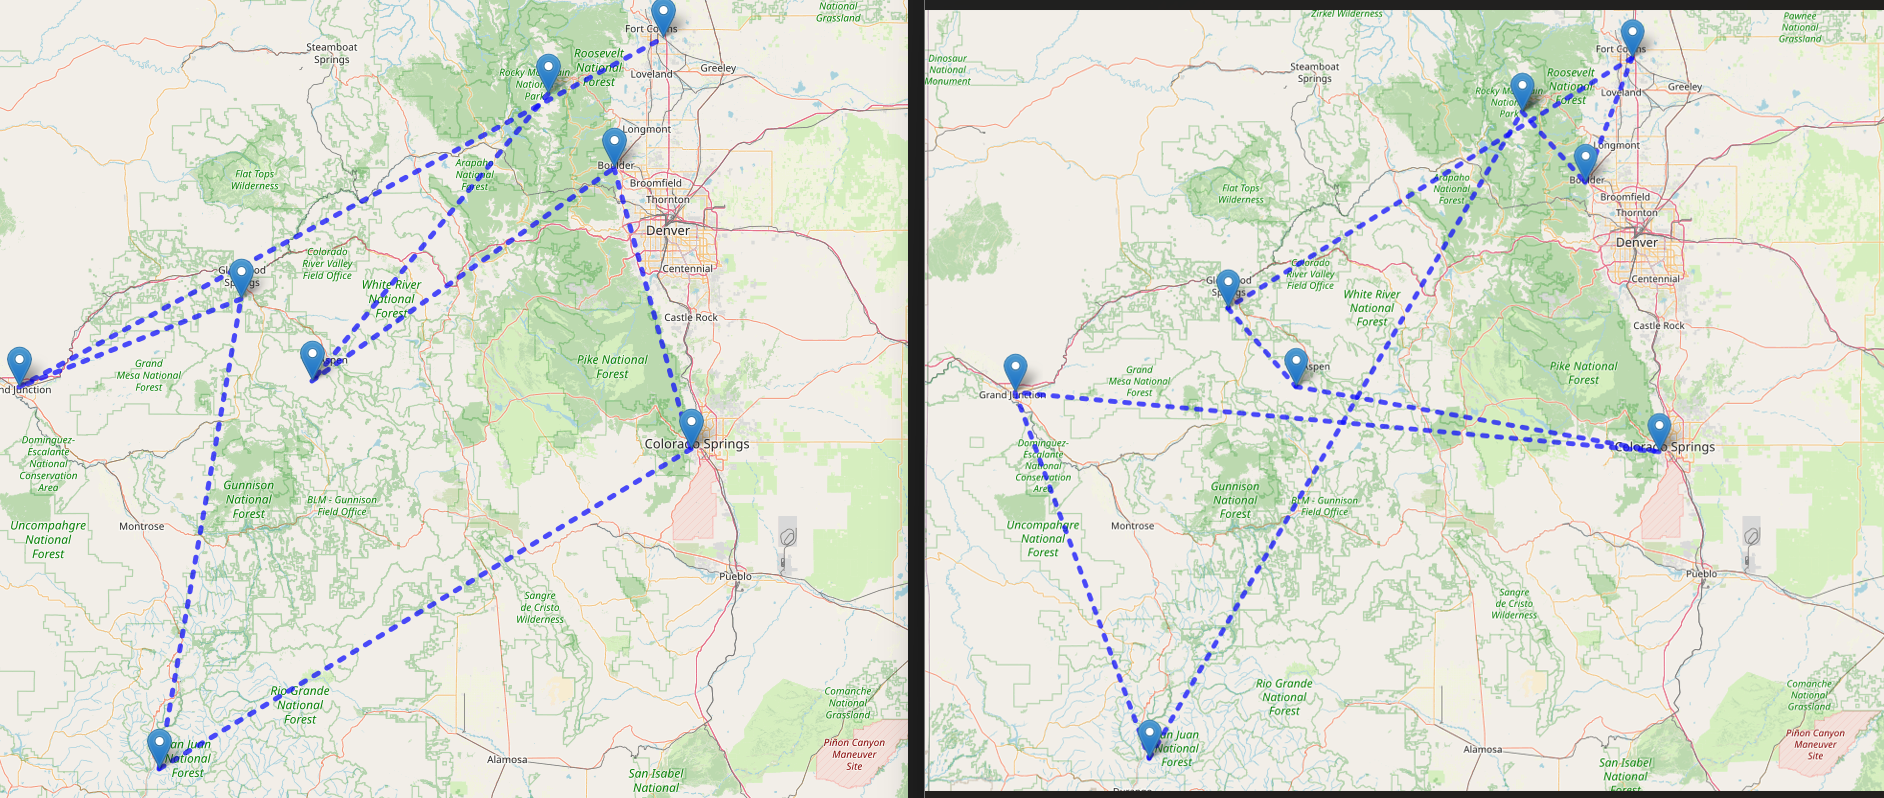 National
Grassland
Steamboat
Springs
Fort Collins
Roosevelt
National
Forest
Rocky Mountain
National
Park
Loveland
Greeley
Longmont
Boulder
Flat Tops
Wilderness
Arapaho
National
Forest
Broomfield
Thornton
Denver
Centennial
Colorado
River Valley
Field Office
Glenwood
Springs
White River
National
Forest
Castle Rock
Grand
Mesa National
Forest
Aspen
Pike National
Forest
nd Junction
Colorado Springs
Dominguez-
Escalante
National
Conservation
Area
Gunnison
National
Forest
BLM - Gunnison
Field Office
Uncompahgre
National
Forest
Montrose
Pueblo
Sangre
de Cristo
Wilderness
Rio Grande
National
Forest
Comanche
National
Grassland
San Juan
National
Forest
Alamosa
Piñon Canyon
Maneuver
Site
San Isabel
National
Zirkel Wilderness
Pawnee
National
Grassland
Dinosaur
National
Monument
Steamboat
Springs
Fort Collins
Roosevelt
National
Forest
Rocky Mountain
National
Park
Loveland
Greeley
Longmont
Boulder
Flat Tops
Wilderness
Arapaho
National
Forest
Broomfield
Thornton
Denver
Centennial
Colorado
River Valley
Field Office
Glenwood
Springs
White River
National
Forest
Castle Rock
Grand
Mesa National
Forest
Aspen
Pike National
Forest
Grand Junction
Colorado Springs
Dominguez-
Escalante
National
Conservation
Area
Gunnison
National
Forest
BLM - Gunnison
Field Office
Uncompahgre
National
Forest
Montrose
Pueblo
Sangre
de Cristo
Wilderness
Rio Grande
National
Forest
Comanche
National
Grassland
San Juan
National
Forest
Alamosa
Piñon Canyon
Maneuver
Site
San Isabel
National
Durango